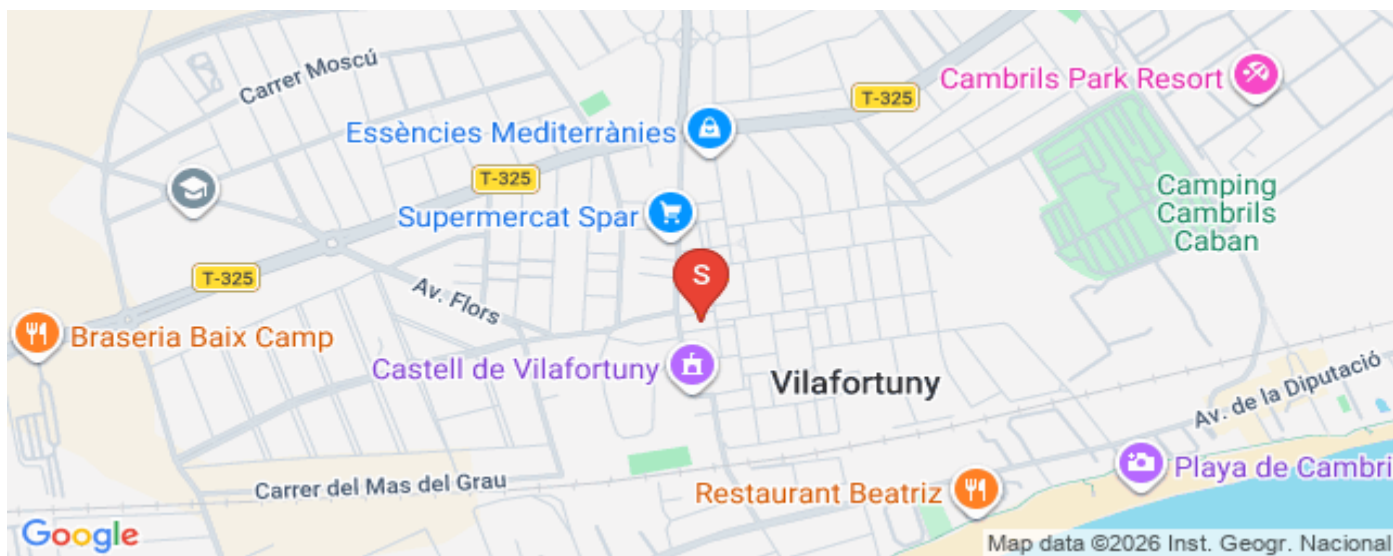 Carrer Moscú
Cambrils Park Resort
T-325
Essències Mediterrànies
T-325
Camping
Cambrils
Caban
Supermercat Spar
S
T-325
Av. Flors
Braseria Baix Camp
Castell de Vilafortuny
Vilafortuny
Av. de la Diputació
Playa de Cambri
Carrer del Mas del Grau
Restaurant Beatriz
Google
Map data ©2026 Inst. Geogr. Nacional